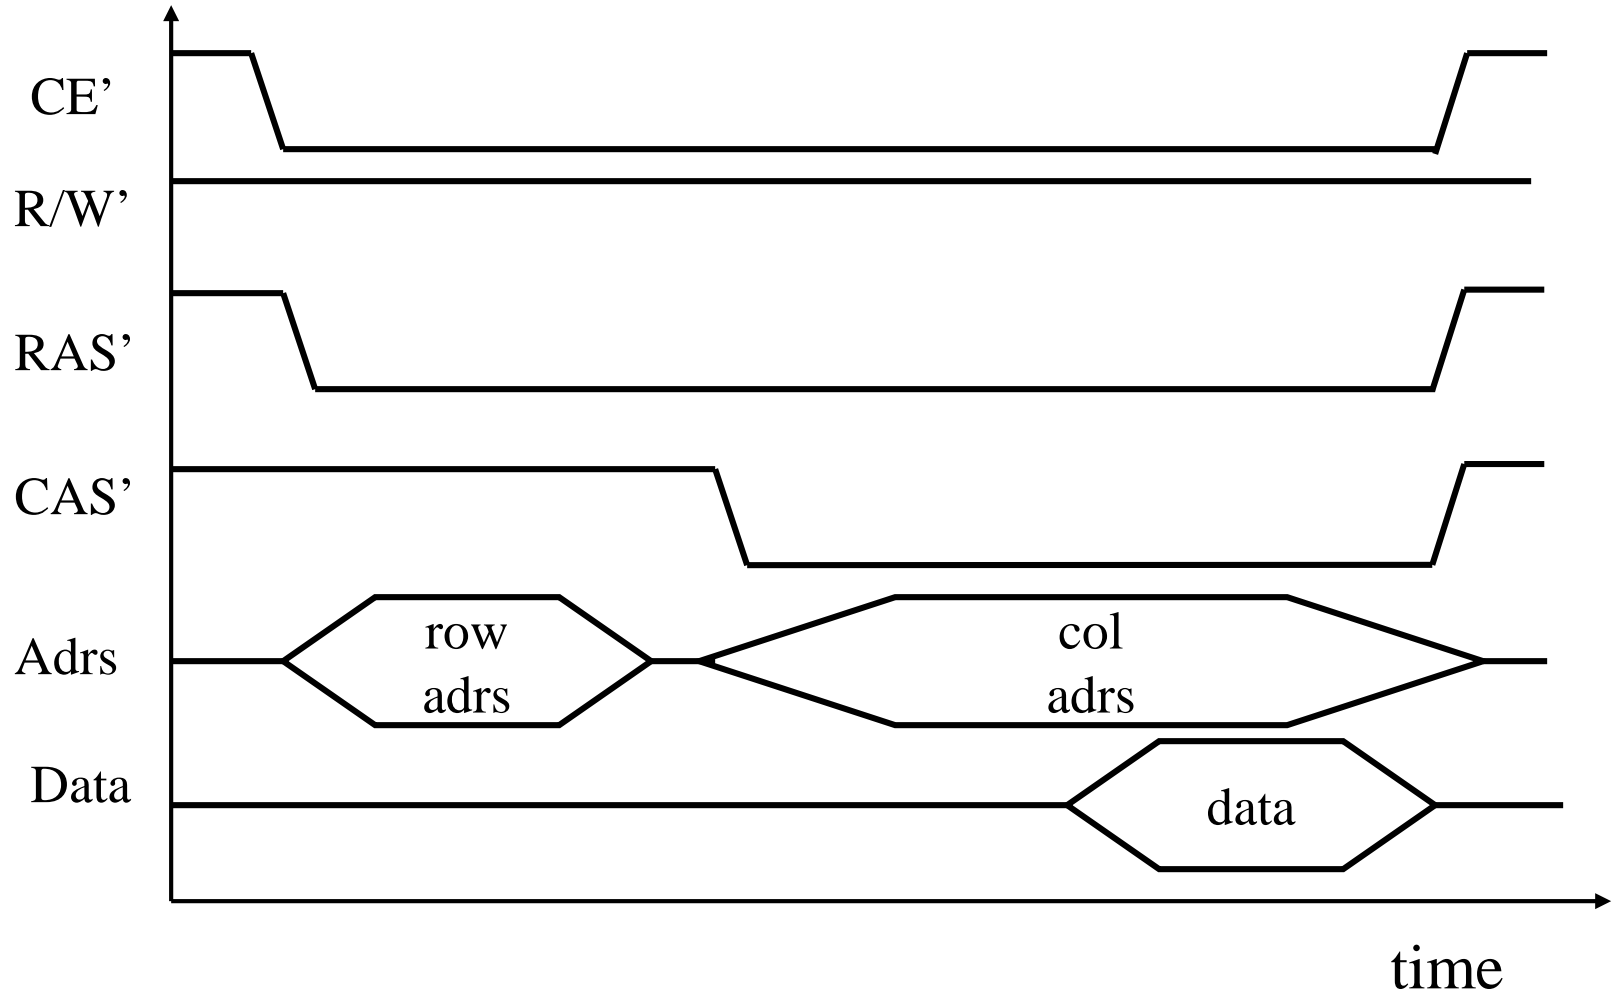 CE’
R/W’
RAS’
CAS’
Adrs
row
adrs
col
adrs
Data
data
time